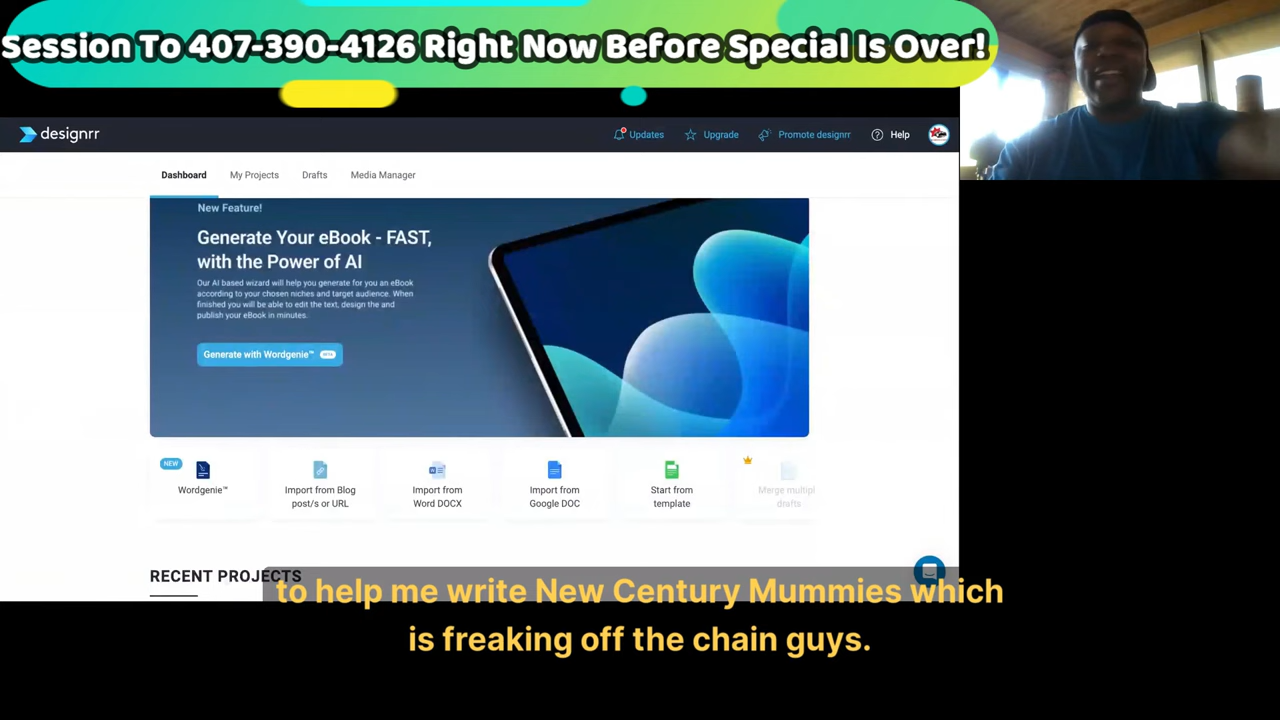 Session To 407-390-4126 Right Now Before Special Is Over!
designrr
Updates
Upgrade
Promote designrr
Help
Dashboard
My Projects
Drafts
Media Manager
New Feature!
Generate Your eBook - FAST,
with the Power of AI
Our AI based wizard will help you generate for you an eBook
according to your chosen niches and target audience. When
finished you will be able to edit the text, design the and
publish your eBook in minutes.
Generate with Wordgenie™ BETA
NEW
Wordgenie™
Import from Blog
post/s or URL
Import from
Word DOCX
Import from
Google DOC
Start from
template
Merge multipl
drafts
RECENT PROJECTS
to help me write New Century Mummies which
is freaking off the chain guys.